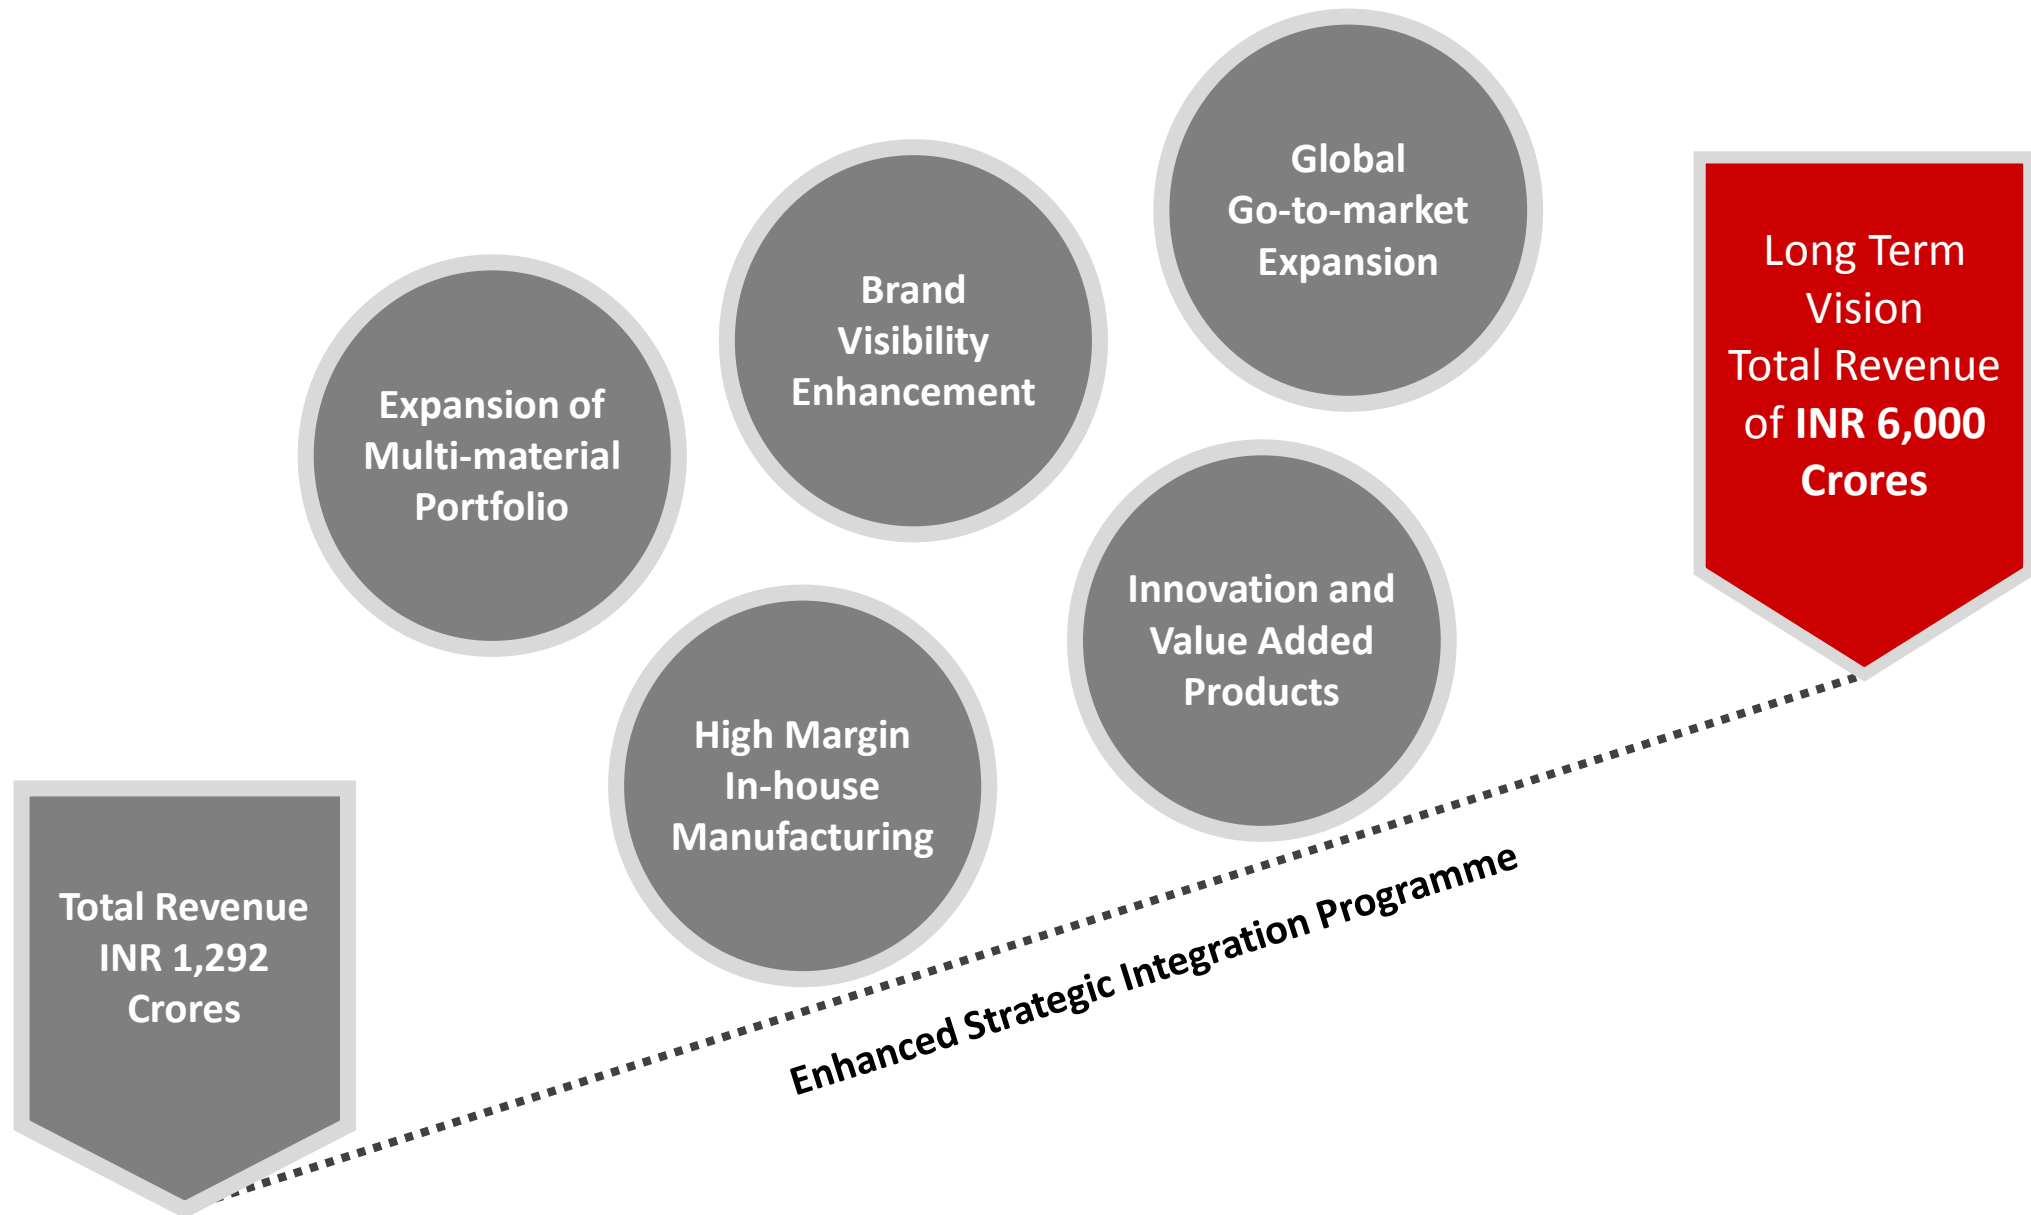 Global
Go-to-market
Expansion
Brand
Visibility
Enhancement
Expansion of
Multi-material
Portfolio
Long Term
Vision
Total Revenue
of INR 6,000
Crores
Innovation and
Value Added
Products
High Margin
In-house
Manufacturing
Total Revenue
INR 1,292
Crores
Enhanced Strategic Integration Programme